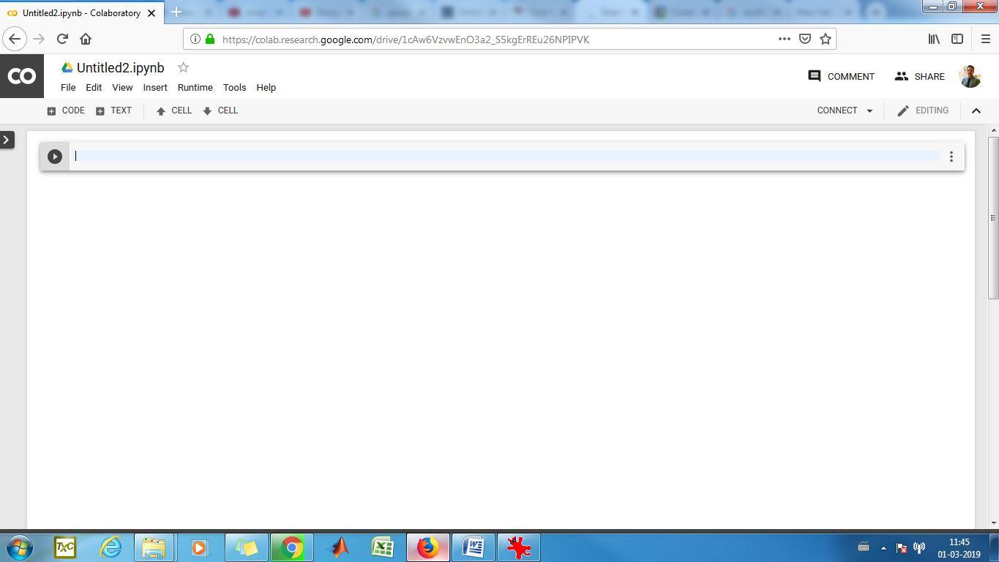 Untitled2.ipynb - Colaboratory
https://colab.research.google.com/drive/1cAw6VzvwEnO3a2_S5kgErREu26NPIPVK
CO Untitled2.ipynb
File Edit View Insert Runtime Tools Help
COMMENT SHARE
CODE TEXT CELL CELL
CONNECT EDITING
TXC
11:45
01-03-2019